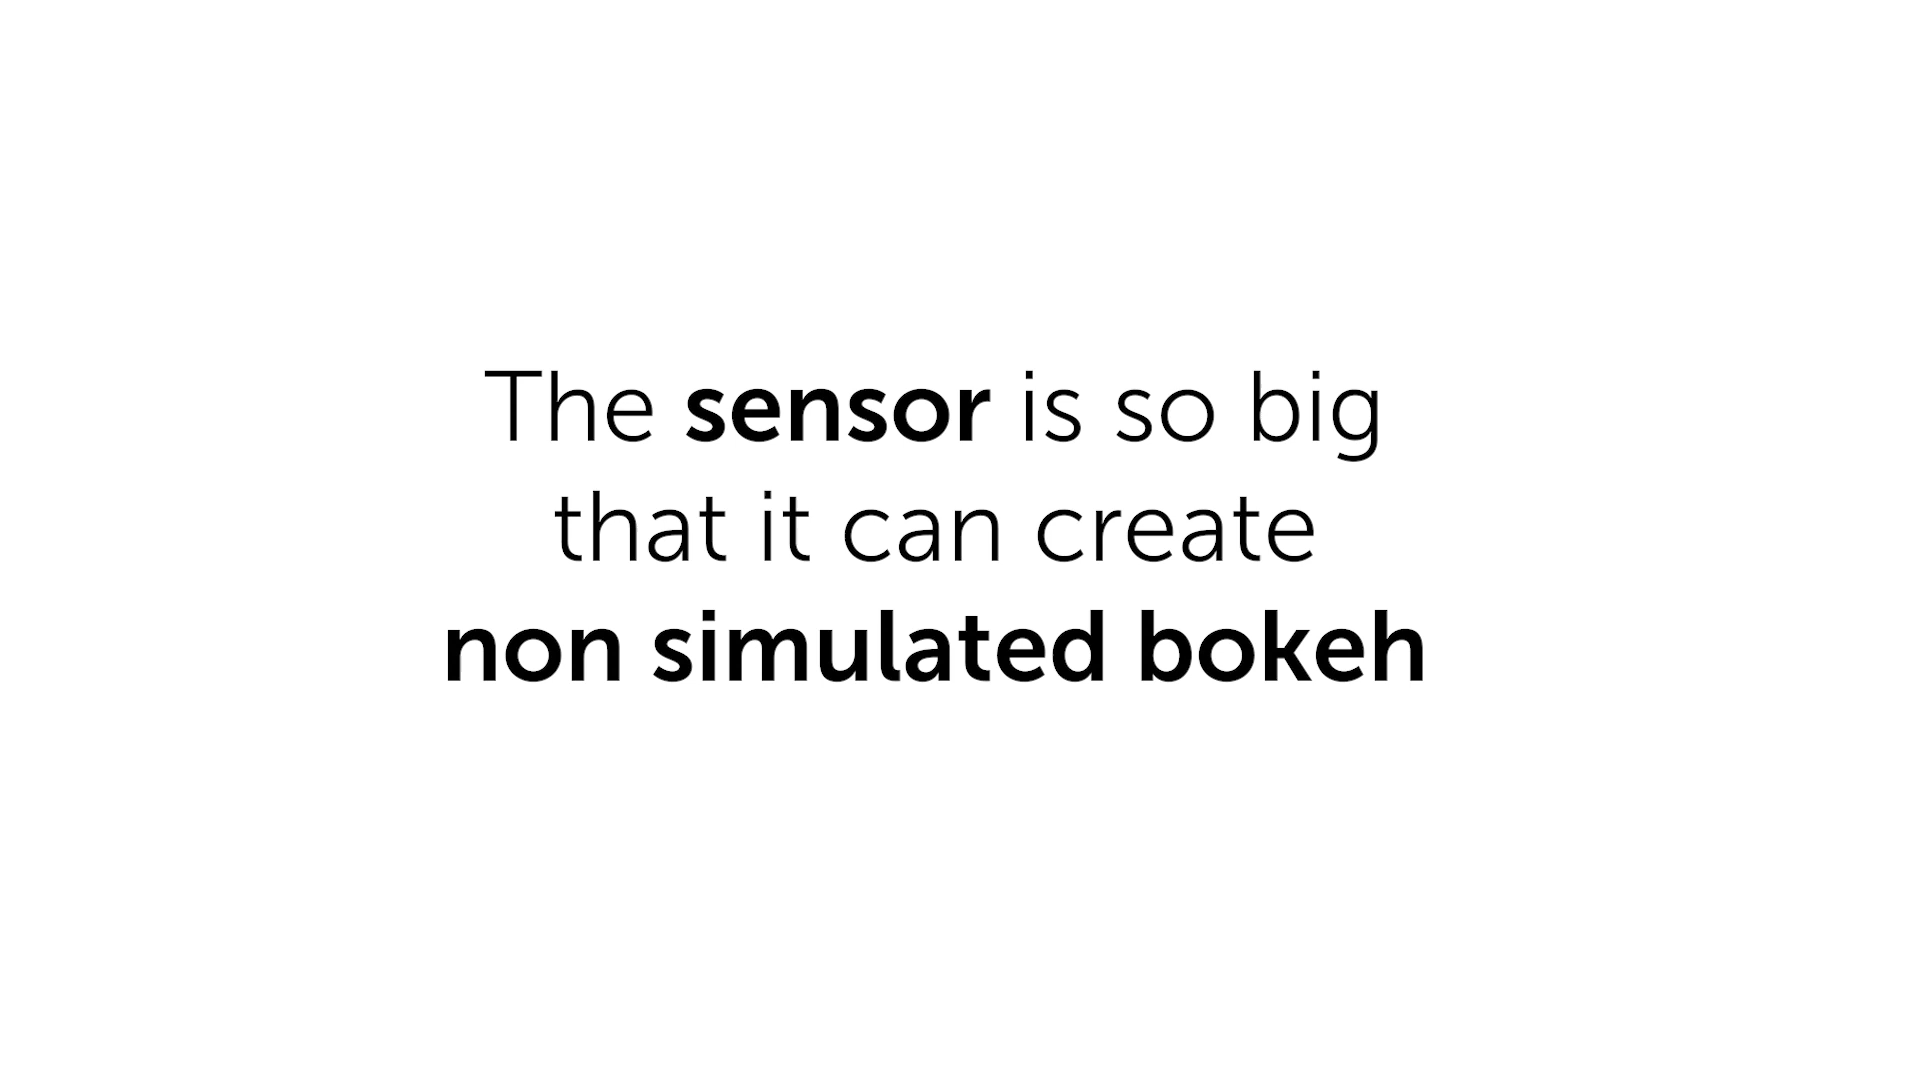 The sensor is so big
that it can create
non simulated bokeh